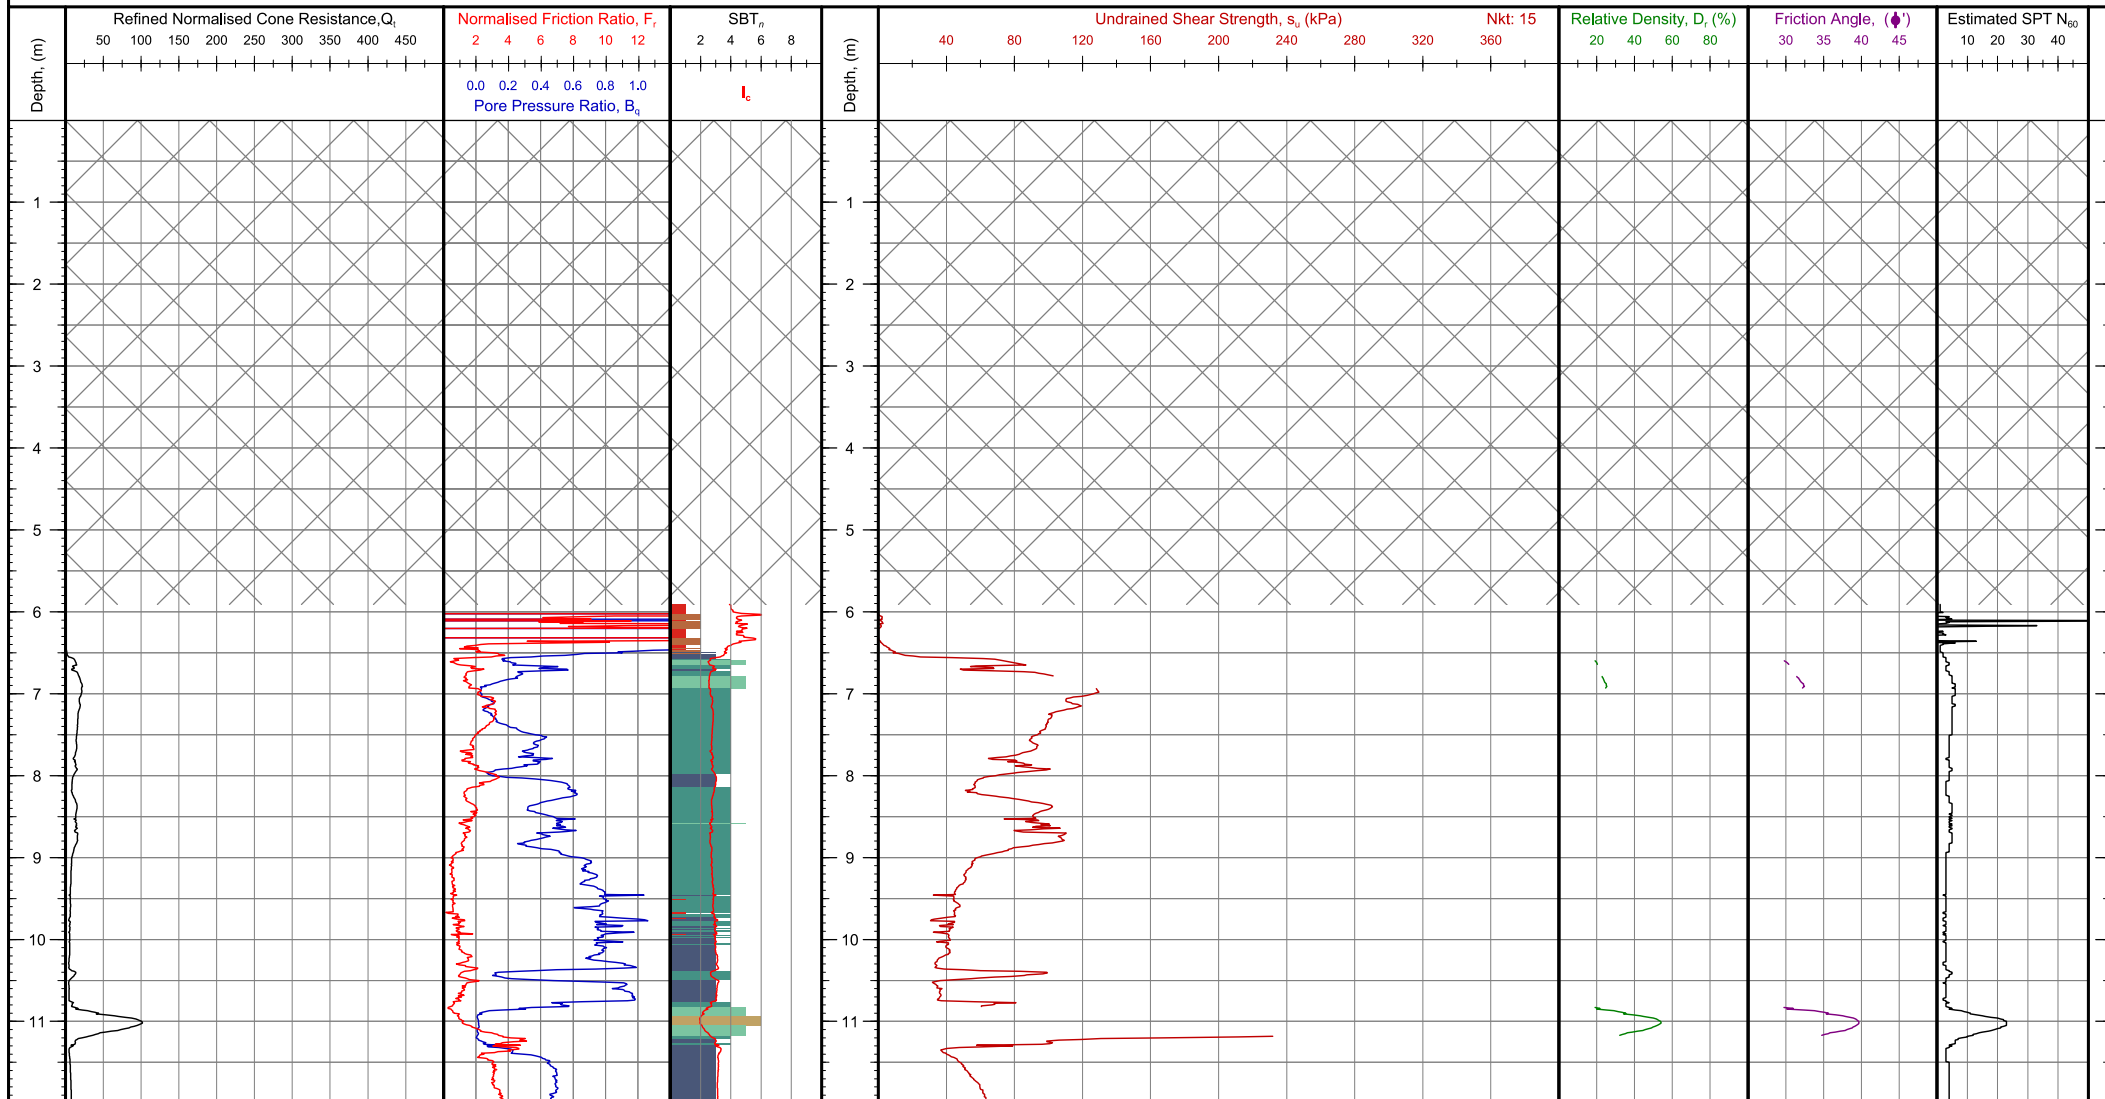 Refined Normalised Cone Resistance,Qt
Normalised Friction Ratio, Fr
SBTn
Undrained Shear Strength, su (kPa)
Nkt: 15
Relative Density, Dr (%)
Friction Angle, (ϕ')
Estimated SPT N60
50 100 150 200 250 300 350 400 450
2 4 6 8 10 12
2 4 6 8
40 80 120 160 200 240 280 320 360
20 40 60 80
30 35 40 45
10 20 30 40
Depth, (m)
0.0 0.2 0.4 0.6 0.8 1.0
Pore Pressure Ratio, Bq
Ic
Depth, (m)
1 1
2 2
3 3
4 4
5 5
6 6
7 7
8 8
9 9
10 10
11 11